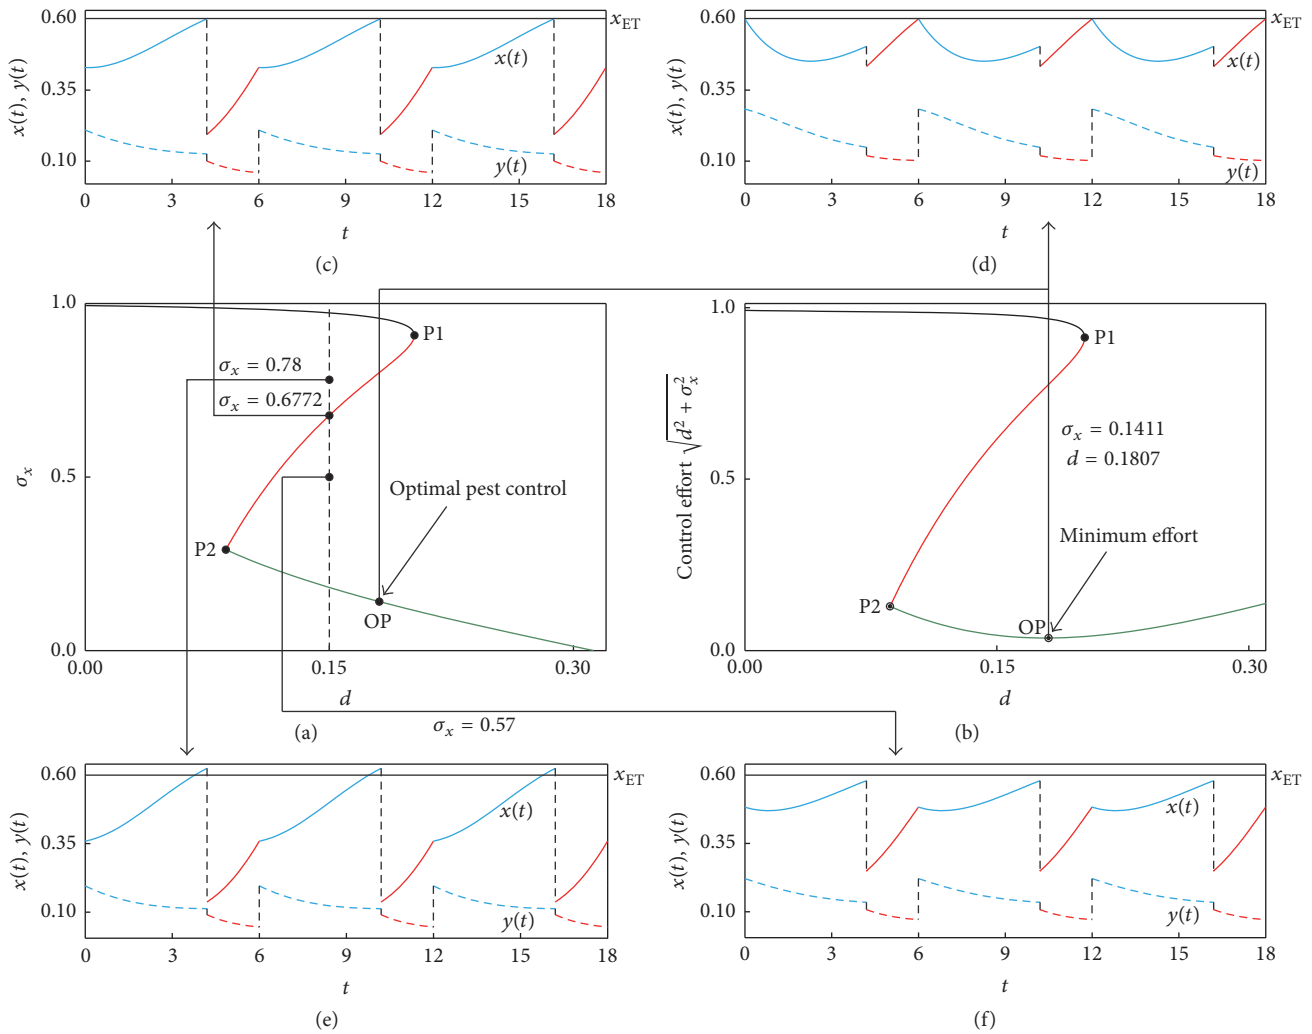 0.60
0.35
0.10
x(t), y(t)
x_ET
x(t)
y(t)
0 3 6 9 12 15 18
t
(c)
0.60
0.35
0.10
x(t), y(t)
x_ET
x(t)
y(t)
0 3 6 9 12 15 18
t
(d)
1.0
0.5
0.0
σ_x
P1
σ_x = 0.78
σ_x = 0.6772
Optimal pest control
P2
OP
0.00 0.15 0.30
d
(a)
σ_x = 0.57
1.0
0.5
0.0
Control effort √(d² + σ_x²)
P1
σ_x = 0.1411
d = 0.1807
Minimum effort
P2
OP
0.00 0.15 0.30
d
(b)
0.60
0.35
0.10
x(t), y(t)
x_ET
x(t)
y(t)
0 3 6 9 12 15 18
t
(e)
0.60
0.35
0.10
x(t), y(t)
x_ET
x(t)
y(t)
0 3 6 9 12 15 18
t
(f)